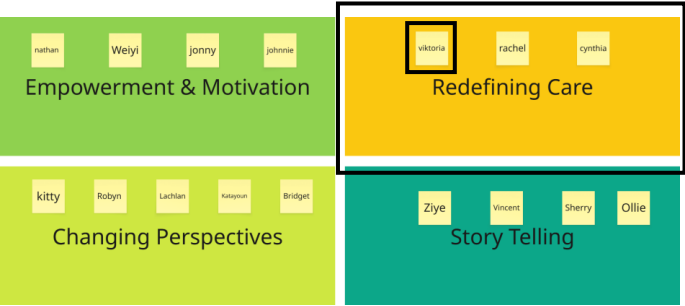 nathan
Weiyi
jonny
johnnie
Empowerment & Motivation
viktoria
rachel
cynthia
Redefining Care
kitty
Robyn
Lachlan
Katayoun
Bridget
Changing Perspectives
Ziye
Vincent
Sherry
Ollie
Story Telling